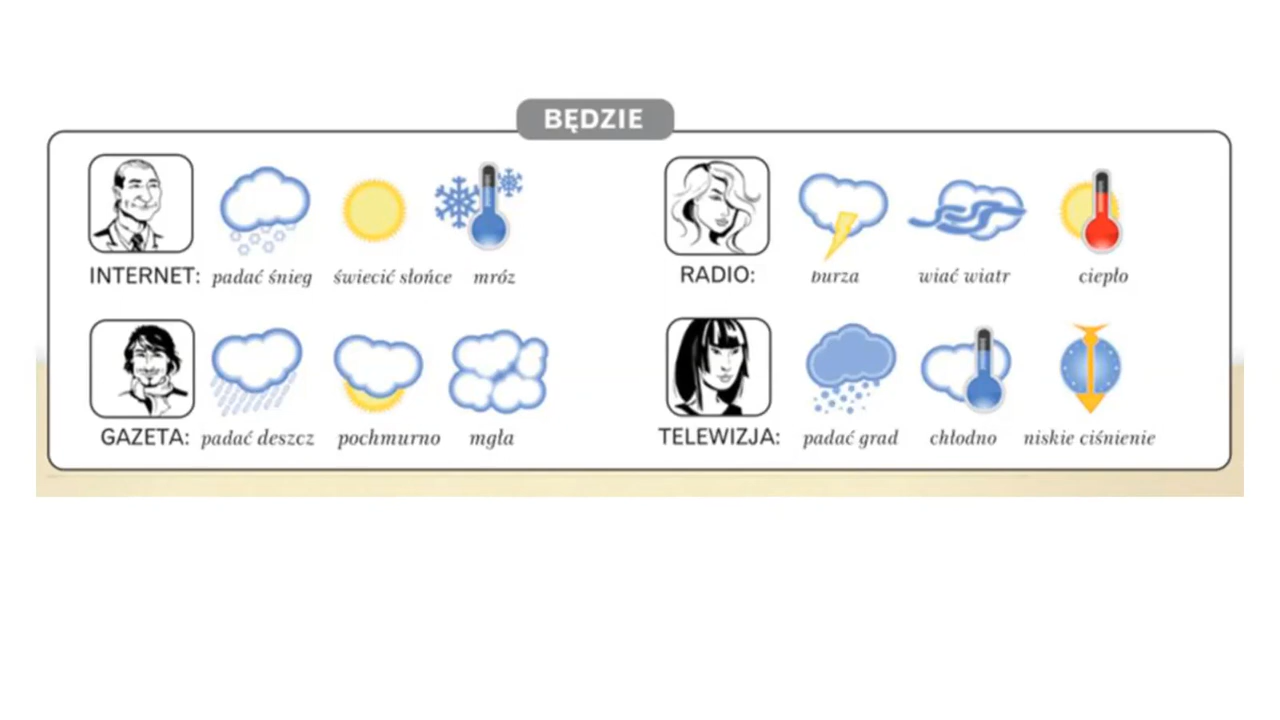 BĘDZIE
INTERNET: padać śnieg świecić słońce mróz
RADIO: burza wiać wiatr ciepło
GAZETA: padać deszcz pochmurno mgła
TELEWIZJA: padać grad chłodno niskie ciśnienie